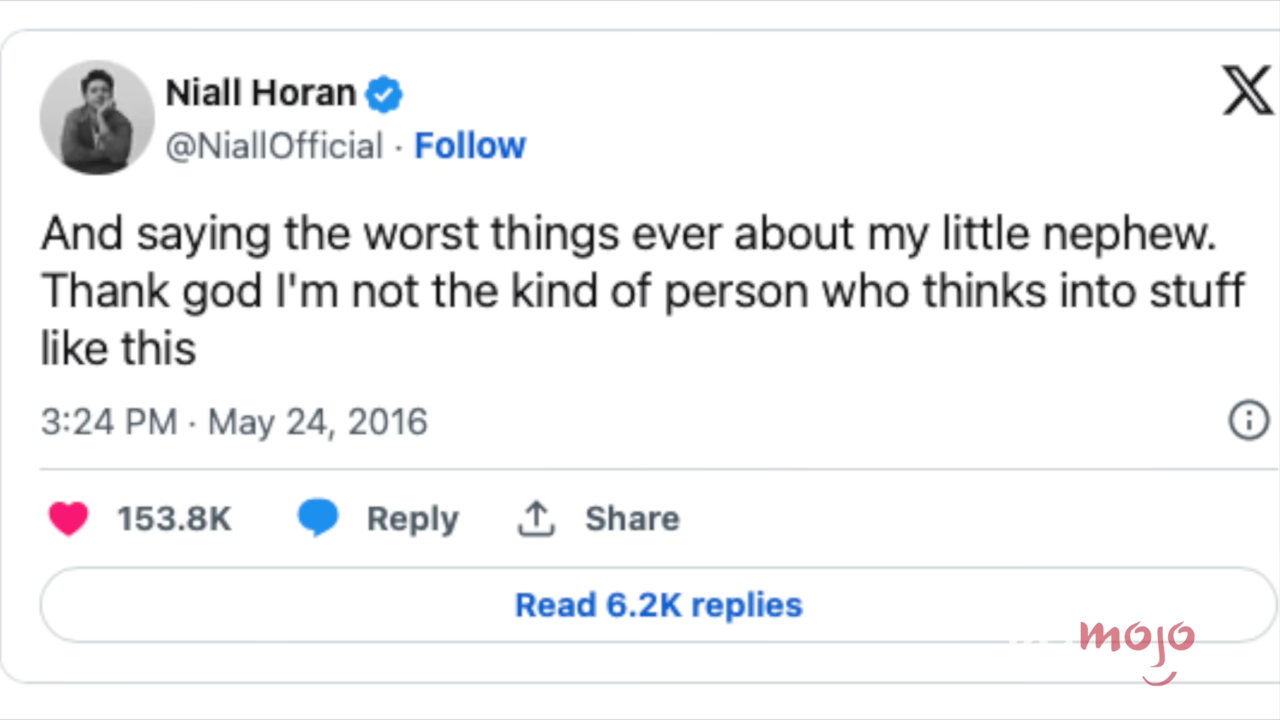 Niall Horan
@NiallOfficial · Follow
And saying the worst things ever about my little nephew.
Thank god I'm not the kind of person who thinks into stuff
like this
3:24 PM · May 24, 2016
153.8K Reply Share
Read 6.2K replies
mojo